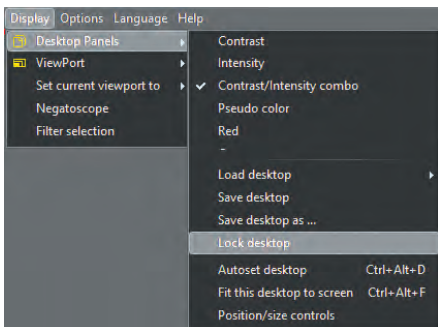 Display Options Language Help
Desktop Panels
ViewPort
Set current viewport to
Negatoscope
Filter selection
Contrast
Intensity
Contrast/Intensity combo
Pseudo color
Red
Load desktop
Save desktop
Save desktop as ...
Lock desktop
Autoset desktop Ctrl+Alt+D
Fit this desktop to screen Ctrl+Alt+F
Position/size controls